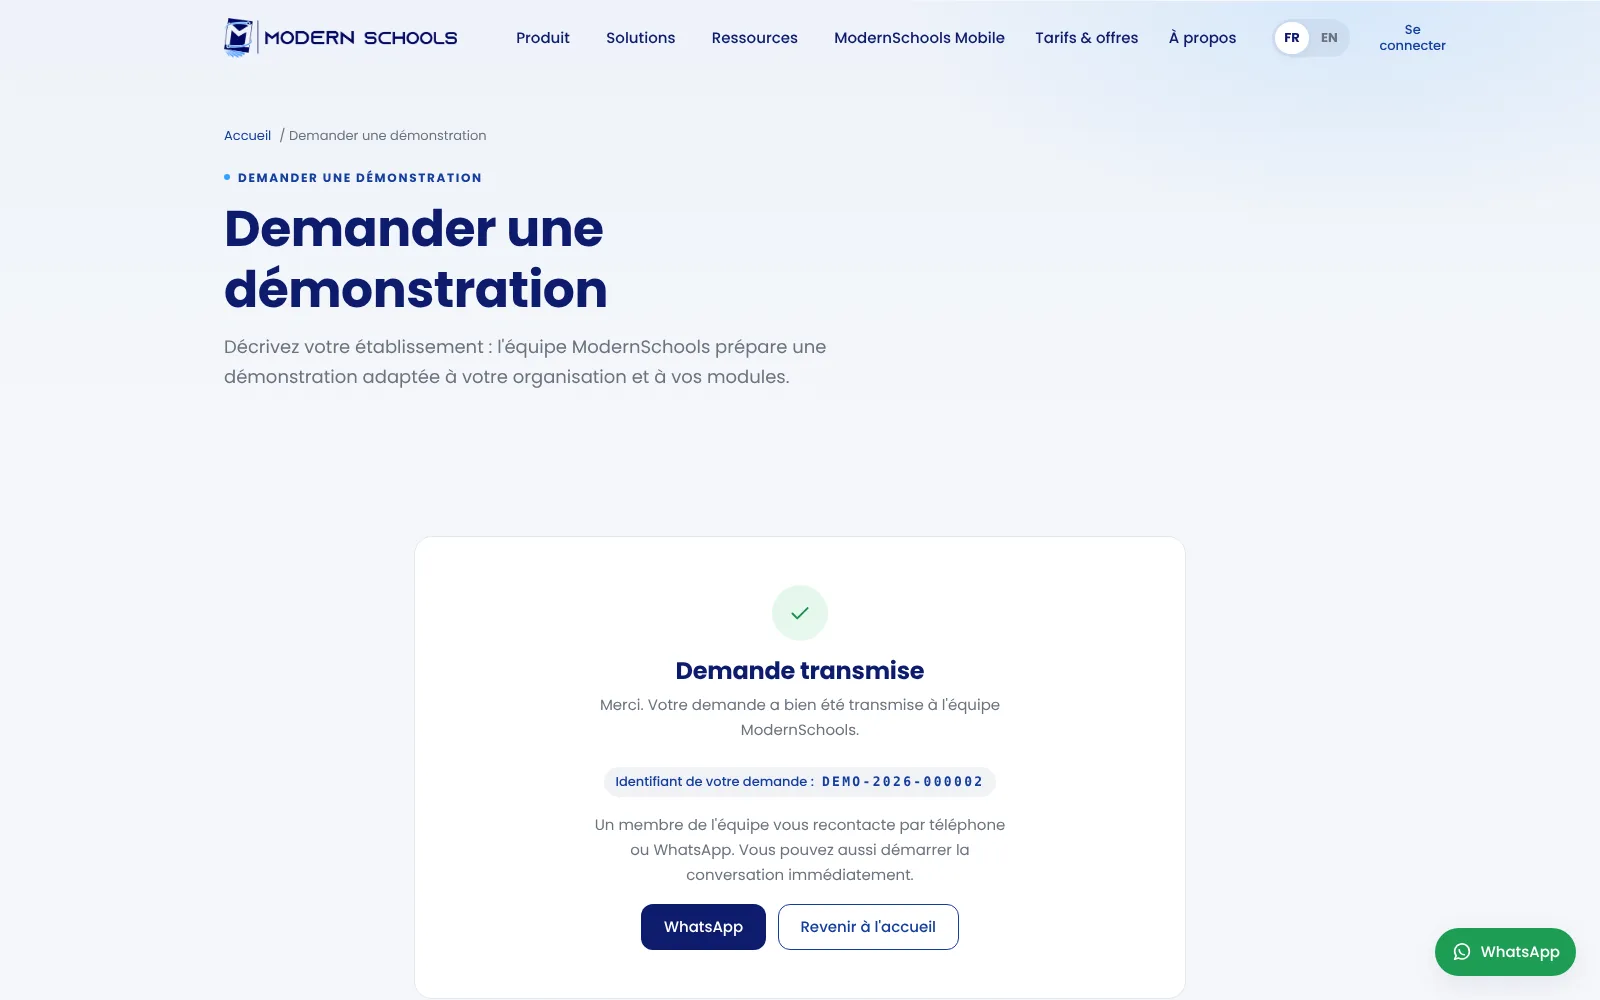 MODERN SCHOOLS
Produit
Solutions
Ressources
ModernSchools Mobile
Tarifs & offres
À propos
FR
EN
Se
connecter
Accueil / Demander une démonstration
DEMANDER UNE DÉMONSTRATION
Demander une
démonstration
Décrivez votre établissement : l'équipe ModernSchools prépare une
démonstration adaptée à votre organisation et à vos modules.
Demande transmise
Merci. Votre demande a bien été transmise à l'équipe
ModernSchools.
Identifiant de votre demande : DEMO-2026-000002
Un membre de l'équipe vous recontacte par téléphone
ou WhatsApp. Vous pouvez aussi démarrer la
conversation immédiatement.
WhatsApp
Revenir à l'accueil
WhatsApp